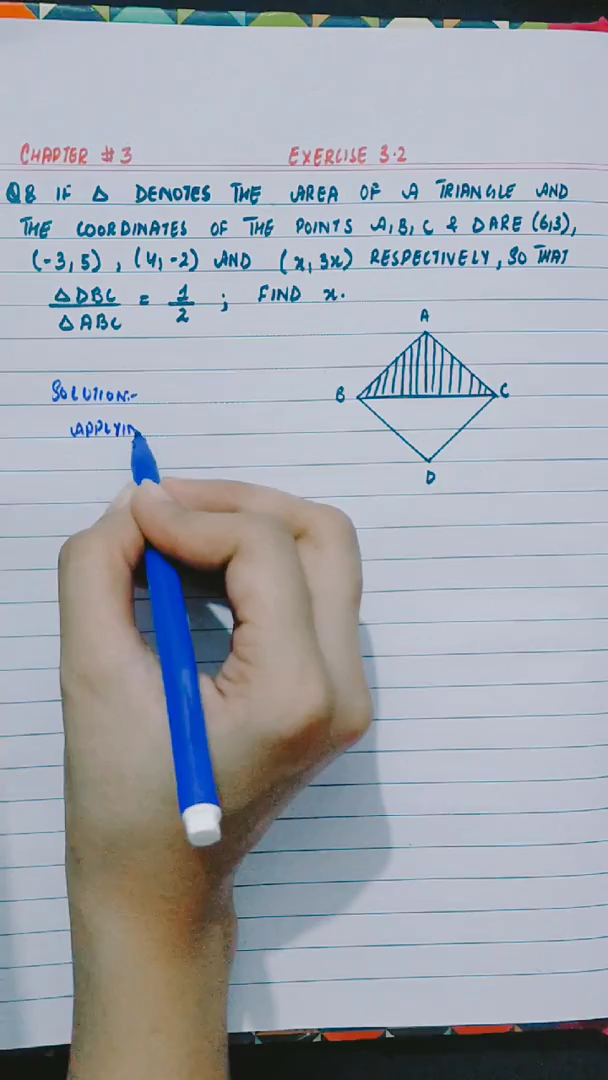 CHAPTER #3 EXERCISE 3.2
Q8 IF Δ DENOTES THE AREA OF A TRIANGLE AND
THE COORDINATES OF THE POINTS A, B, C & D ARE (6,3),
(-3,5), (4,-2) AND (x, 3x) RESPECTIVELY, SO THAT
ΔDBC/ΔABC = 1/2 ; FIND x.
A
B C
D
SOLUTION:-
APPLYIN